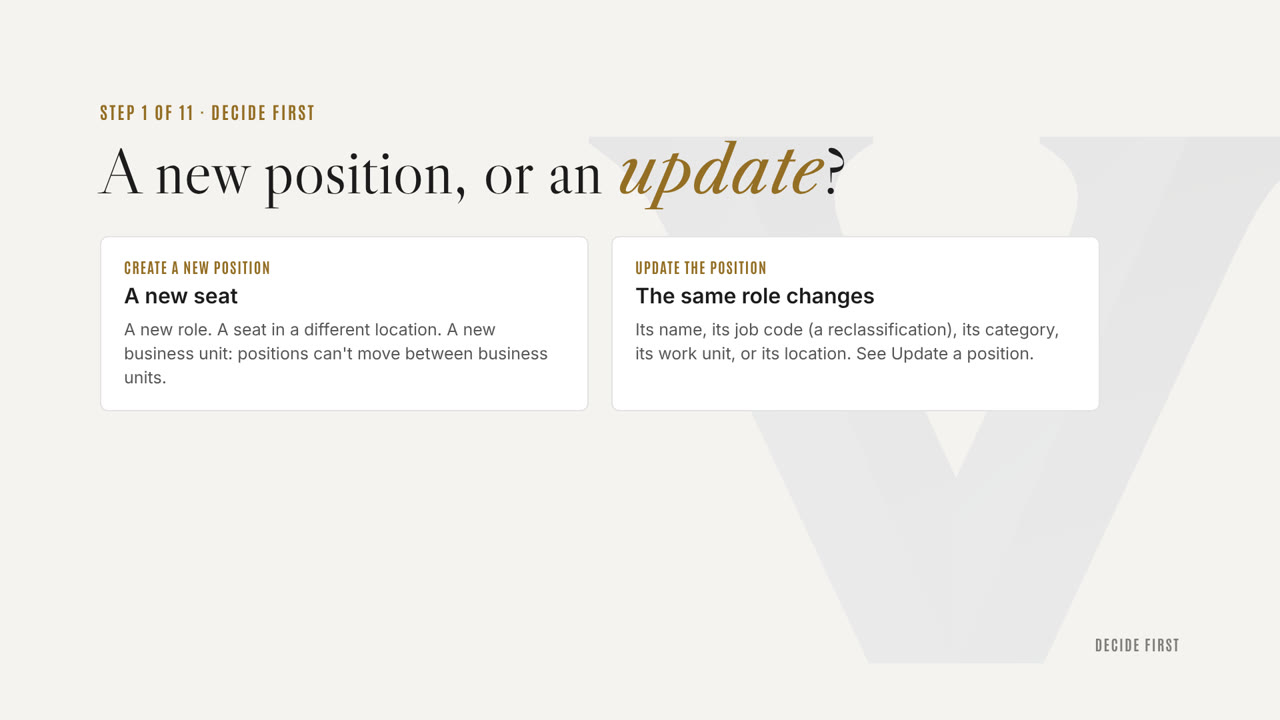 STEP 1 OF 11 · DECIDE FIRST
A new position, or an update?
CREATE A NEW POSITION
A new seat
A new role. A seat in a different location. A new
business unit: positions can't move between business
units.
UPDATE THE POSITION
The same role changes
Its name, its job code (a reclassification), its category,
its work unit, or its location. See Update a position.
DECIDE FIRST